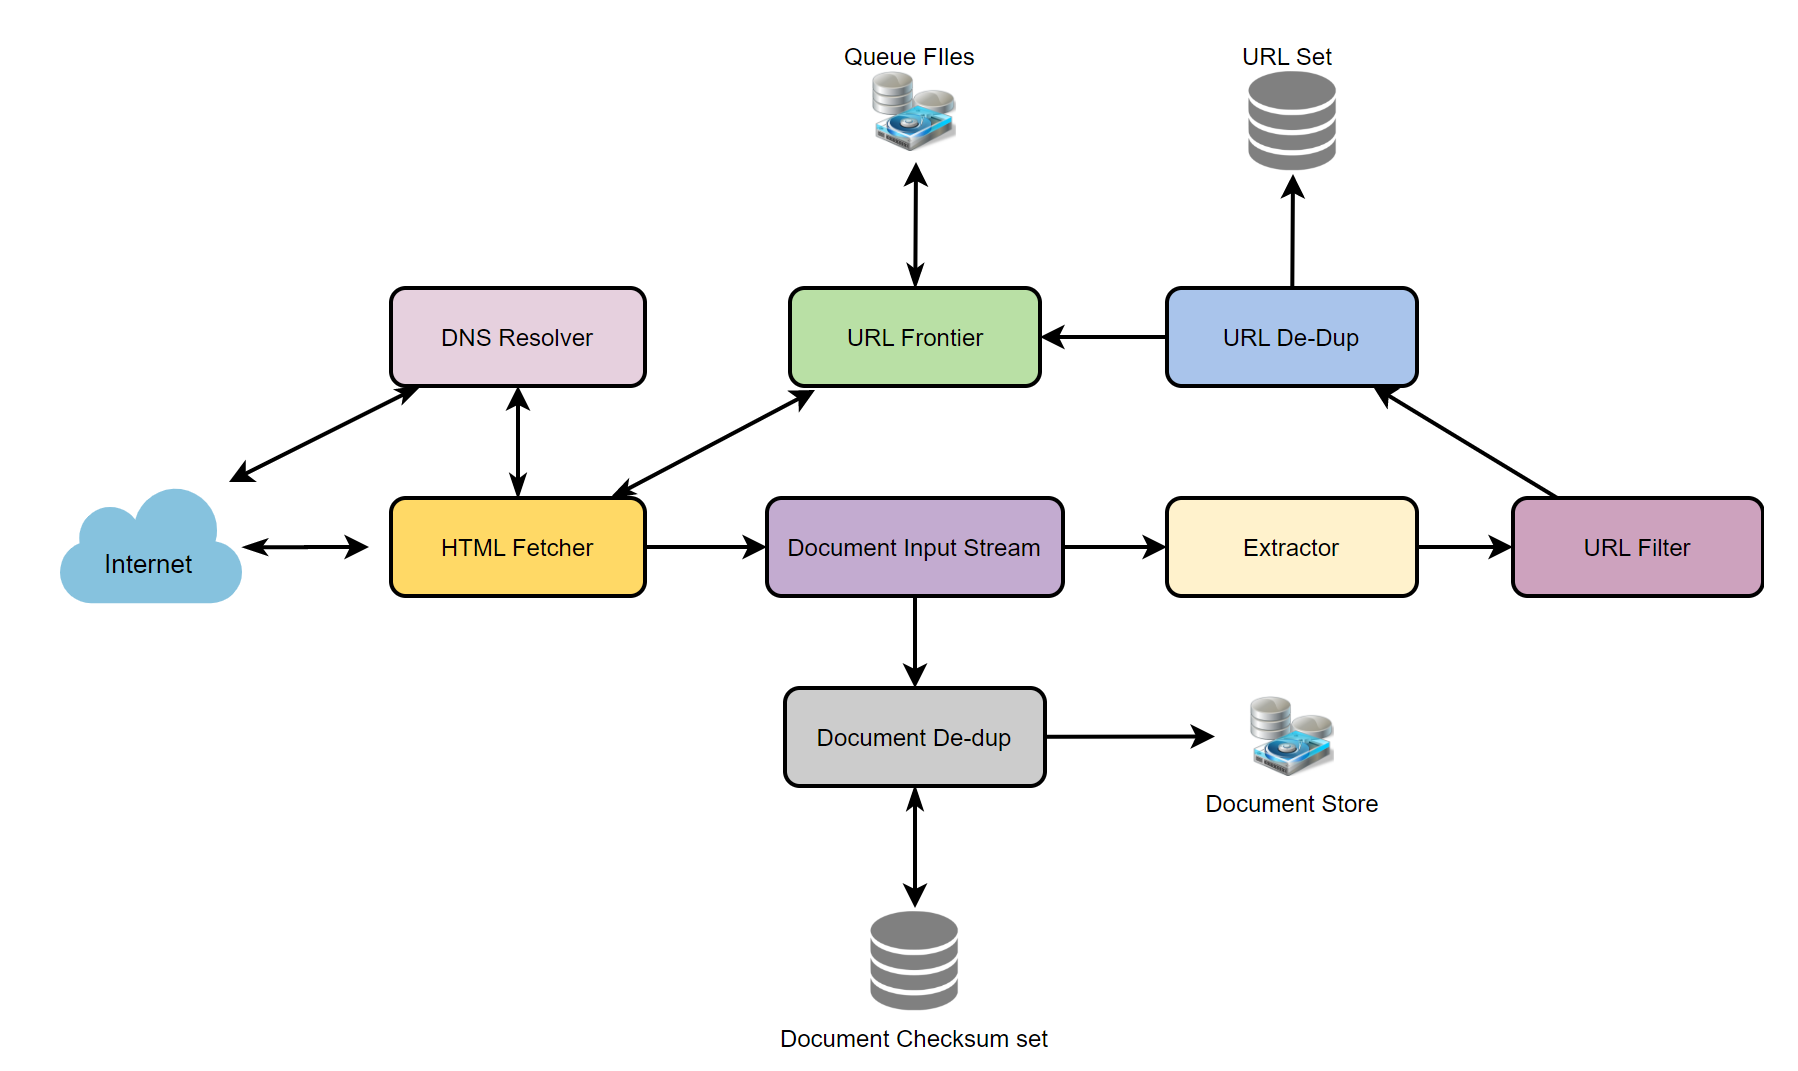 Queue FIles
URL Set
DNS Resolver
URL Frontier
URL De-Dup
Internet
HTML Fetcher
Document Input Stream
Extractor
URL Filter
Document De-dup
Document Store
Document Checksum set